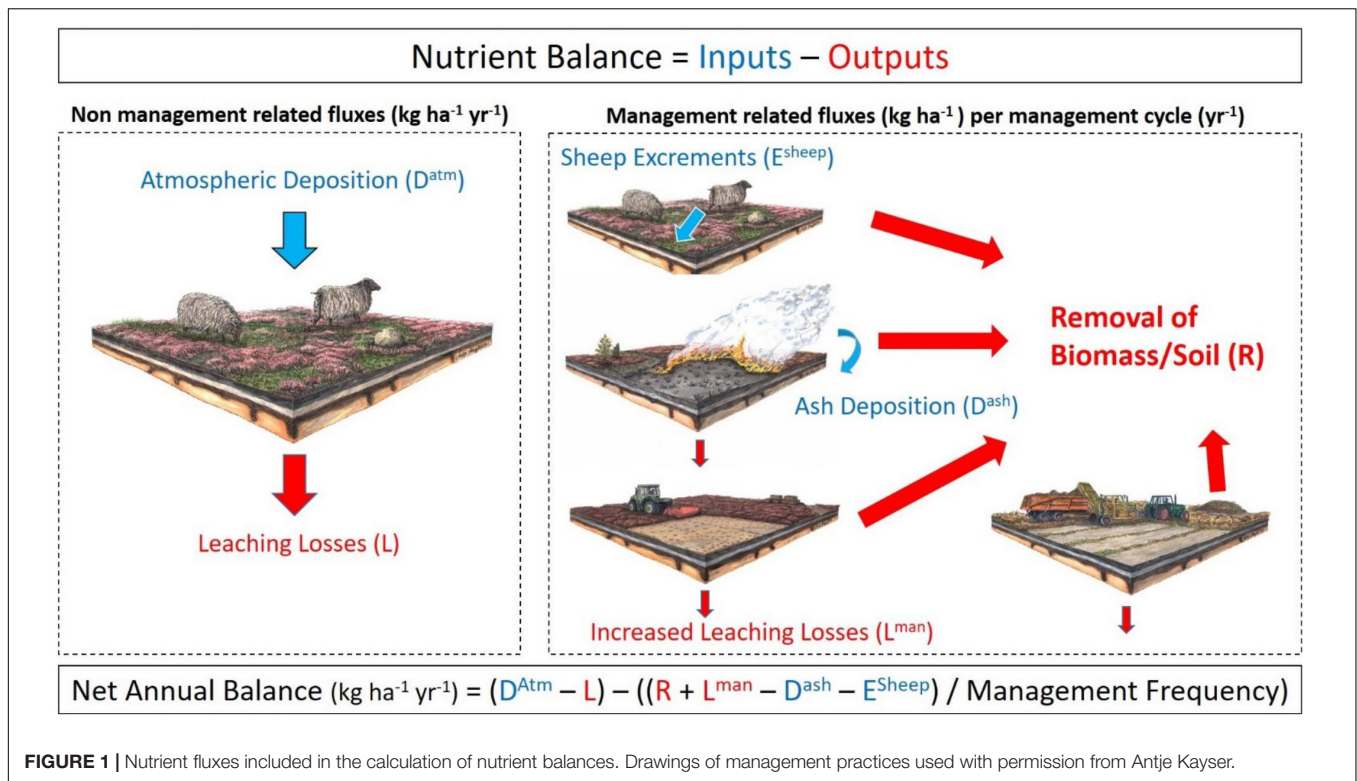 Nutrient Balance = Inputs – Outputs
Non management related fluxes (kg ha⁻¹ yr⁻¹)
Atmospheric Deposition (Dᵃᵗᵐ)
Leaching Losses (L)
Management related fluxes (kg ha⁻¹ ) per management cycle (yr⁻¹)
Sheep Excrements (Eˢʰᵉᵉᵖ)
Ash Deposition (Dᵃˢʰ)
Removal of
Biomass/Soil (R)
Increased Leaching Losses (Lᵐᵃⁿ)
Net Annual Balance (kg ha⁻¹ yr⁻¹) = (Dᴬᵗᵐ – L) – ((R + Lᵐᵃⁿ – Dᵃˢʰ – Eˢʰᵉᵉᵖ) / Management Frequency)
FIGURE 1 | Nutrient fluxes included in the calculation of nutrient balances. Drawings of management practices used with permission from Antje Kayser.